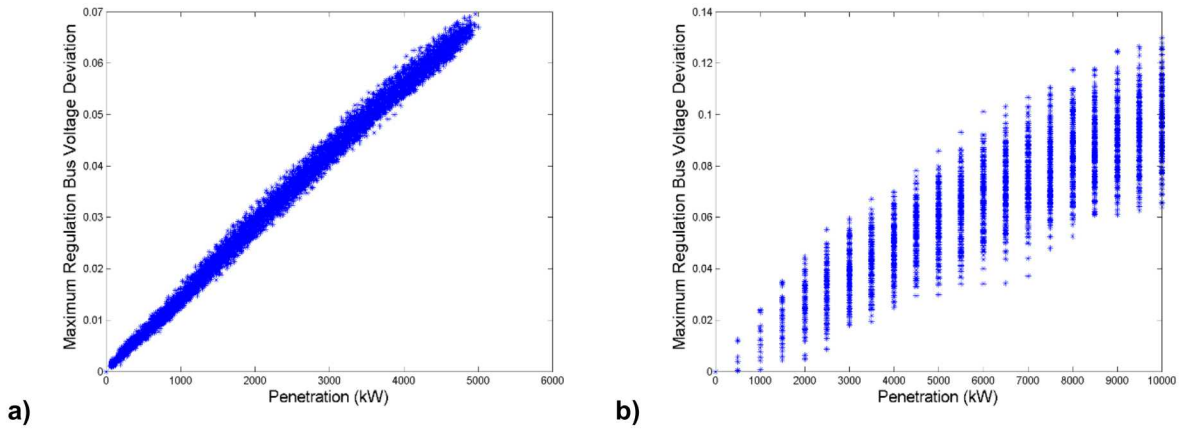 0.07
0.06
0.05
0.04
0.03
0.02
0.01
0
Maximum Regulation Bus Voltage Deviation
0 1000 2000 3000 4000 5000 6000
Penetration (kW)
a)
0.14
0.12
0.1
0.08
0.06
0.04
0.02
0
Maximum Regulation Bus Voltage Deviation
0 1000 2000 3000 4000 5000 6000 7000 8000 9000 10000
Penetration (kW)
b)